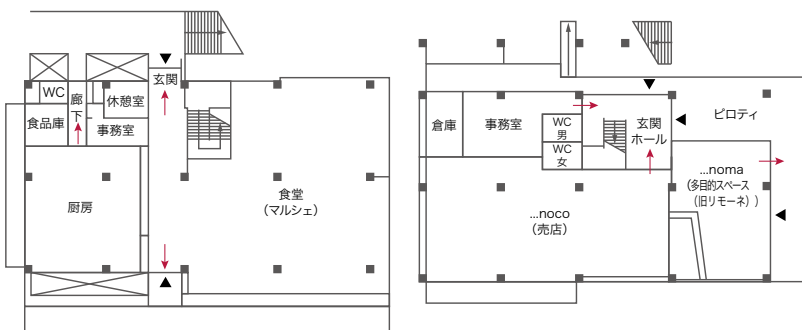 玄関
WC
廊下
休憩室
食品庫
事務室
厨房
食堂
（マルシェ）
倉庫
事務室
WC
男
WC
女
玄関
ホール
ピロティ
...noma
（多目的スペース
（旧リモーネ））
...noco
（売店）